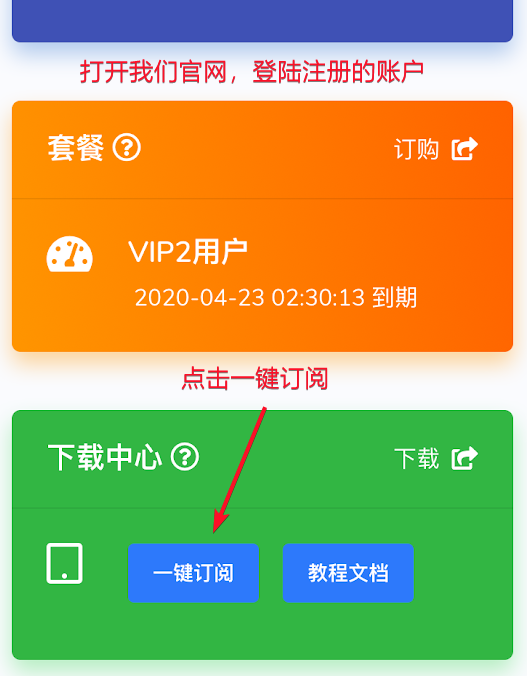 打开我们官网，登陆注册的账户
套餐
订购
VIP2用户
2020-04-23 02:30:13 到期
点击一键订阅
下载中心
下载
一键订阅
教程文档